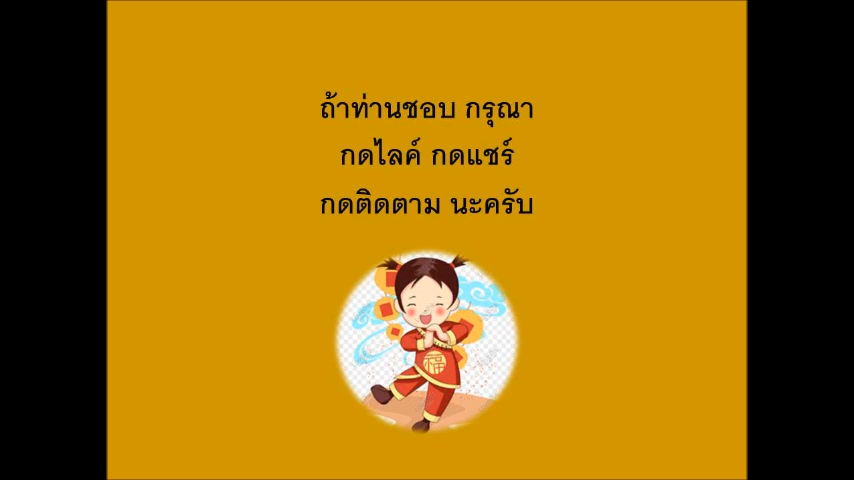 ถ้าท่านชอบ กรุณา
กดไลค์ กดแชร์
กดติดตาม นะครับ
福